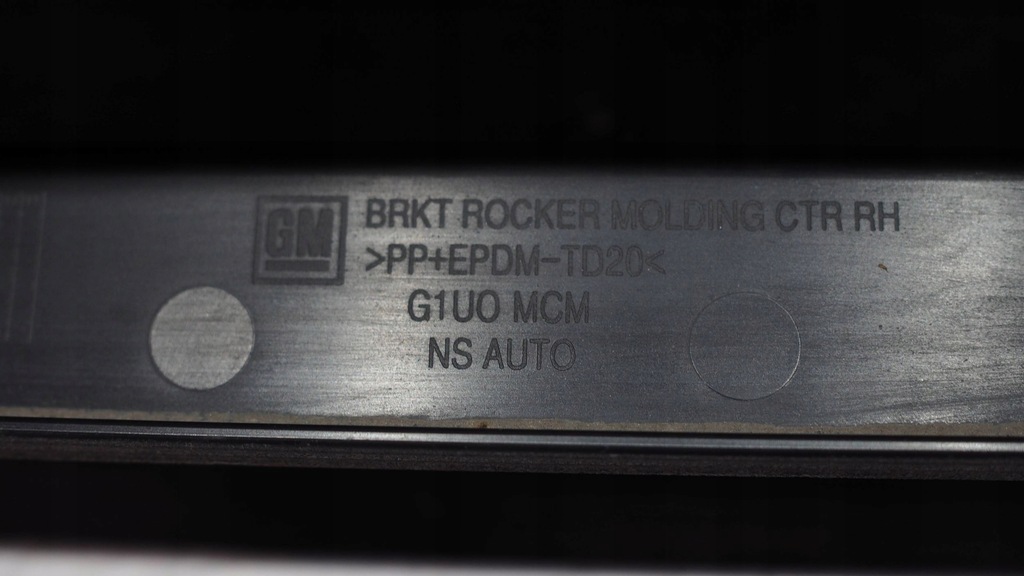 GM
BRKT ROCKER MOLDING CTR RH
>PP+EPDM-TD20<
G1UO MCM
NS AUTO